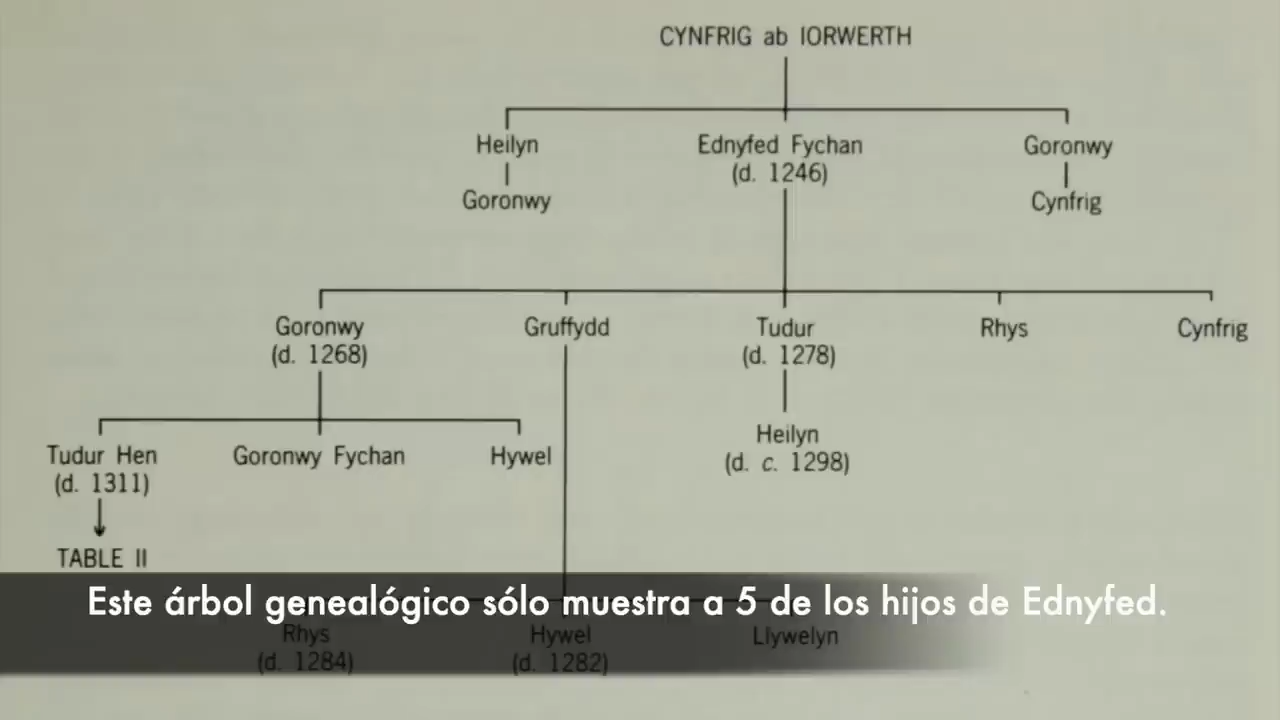 CYNFRIG ab IORWERTH
Heilyn Ednyfed Fychan Goronwy
(d. 1246)
Goronwy Cynfrig
Goronwy Gruffydd Tudur Rhys Cynfrig
(d. 1268) (d. 1278)
Heilyn
(d. c. 1298)
Tudur Hen Goronwy Fychan Hywel
(d. 1311)
TABLE II
Este árbol genealógico sólo muestra a 5 de los hijos de Ednyfed.
Rhys Hywel Llywelyn
(d. 1284) (d. 1282)